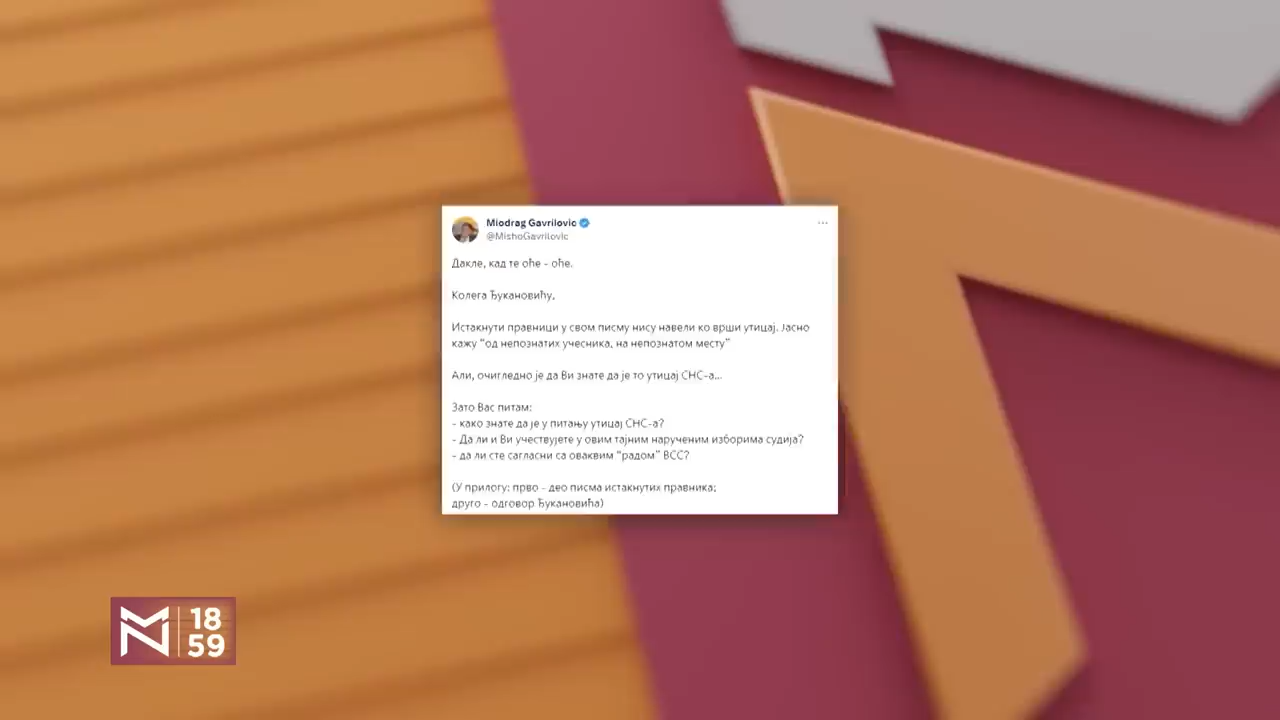 Miodrag Gavrilovic
@MishoGavrilovic
Дакле, кад те оће - оће.
Колега Ђукановићу,
Истакнути правници у свом писму нису навели ко врши утицај. Јасно
кажу “од непознатих учесника, на непознатом месту”
Али, очигледно је да Ви знате да је то утицај СНС-а...
Зато Вас питам:
- како знате да је у питању утицај СНС-а?
- Да ли и Ви учествујете у овим тајним нарученим изборима судија?
- да ли сте сагласни са оваквим “радом” ВСС?
(У прилогу: прво - део писма истакнутих правника;
друго - одговор Ђукановића)
18
59